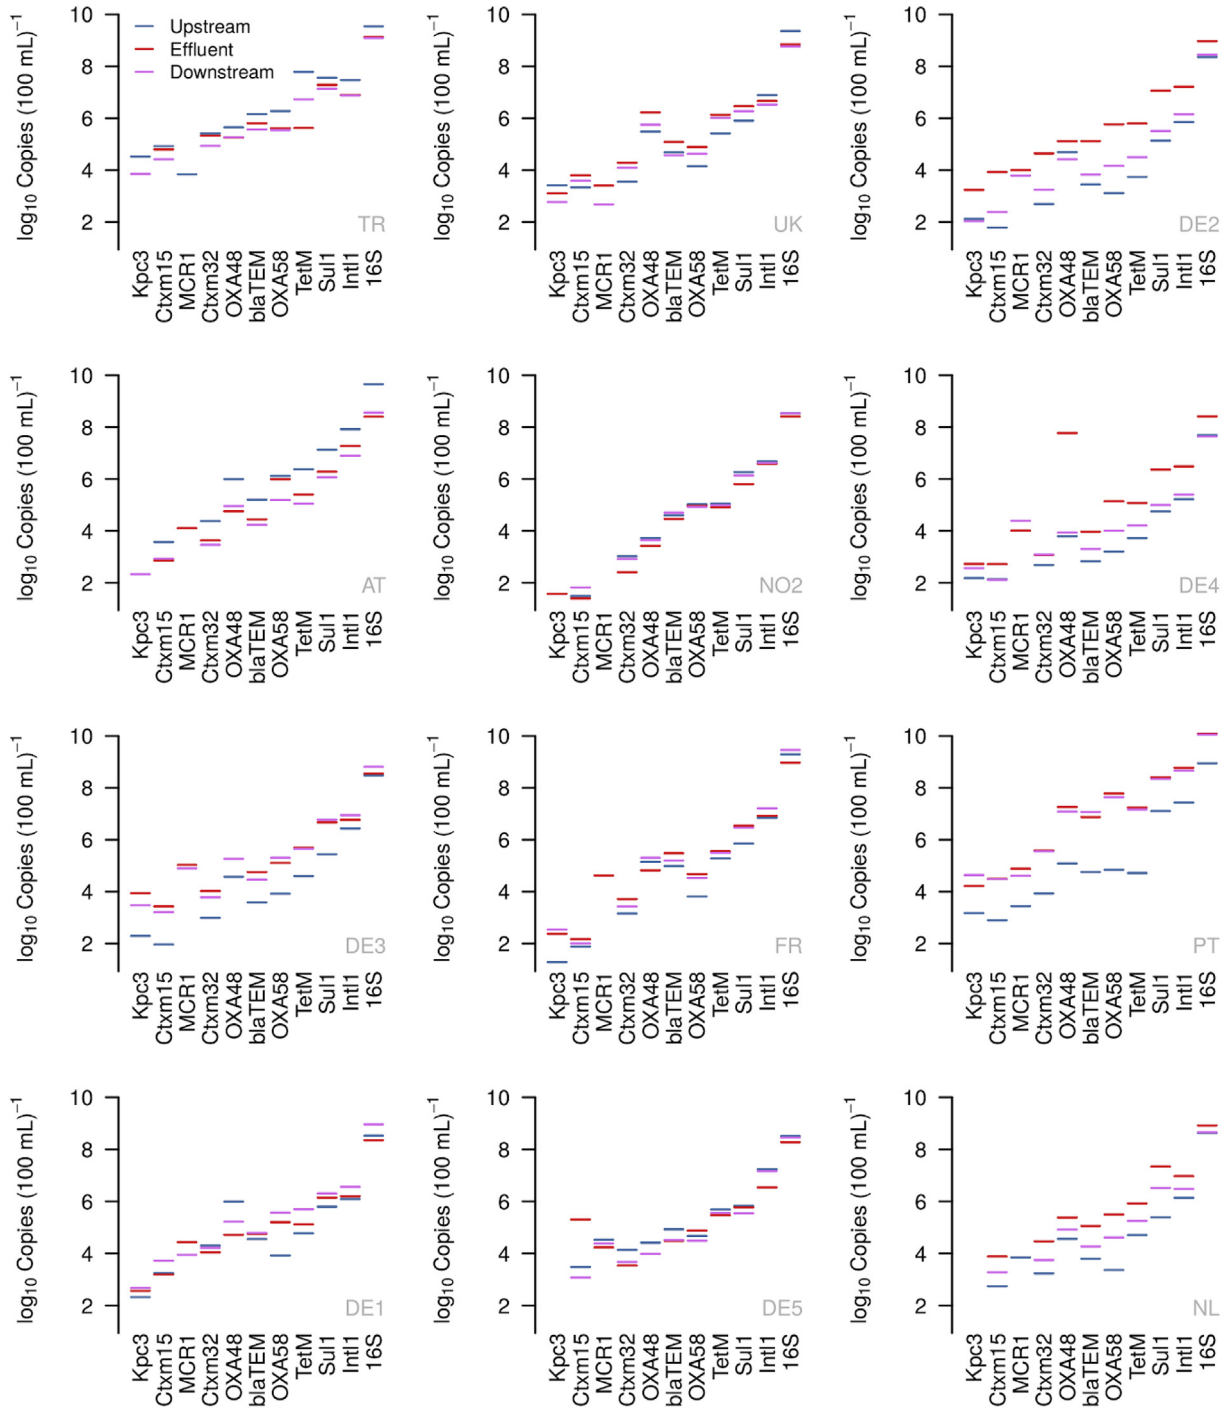 log10 Copies (100 mL)−1
10
8
6
4
2
Upstream
Effluent
Downstream
TR
Kpc3
Ctxm15
MCR1
Ctxm32
OXA48
blaTEM
OXA58
TetM
Sul1
IntI1
16S
log10 Copies (100 mL)−1
10
8
6
4
2
UK
Kpc3
Ctxm15
MCR1
Ctxm32
OXA48
blaTEM
OXA58
TetM
Sul1
IntI1
16S
log10 Copies (100 mL)−1
10
8
6
4
2
DE2
Kpc3
Ctxm15
MCR1
Ctxm32
OXA48
blaTEM
OXA58
TetM
Sul1
IntI1
16S
log10 Copies (100 mL)−1
10
8
6
4
2
AT
Kpc3
Ctxm15
MCR1
Ctxm32
OXA48
blaTEM
OXA58
TetM
Sul1
IntI1
16S
log10 Copies (100 mL)−1
10
8
6
4
2
NO2
Kpc3
Ctxm15
MCR1
Ctxm32
OXA48
blaTEM
OXA58
TetM
Sul1
IntI1
16S
log10 Copies (100 mL)−1
10
8
6
4
2
DE4
Kpc3
Ctxm15
MCR1
Ctxm32
OXA48
blaTEM
OXA58
TetM
Sul1
IntI1
16S
log10 Copies (100 mL)−1
10
8
6
4
2
DE3
Kpc3
Ctxm15
MCR1
Ctxm32
OXA48
blaTEM
OXA58
TetM
Sul1
IntI1
16S
log10 Copies (100 mL)−1
10
8
6
4
2
FR
Kpc3
Ctxm15
MCR1
Ctxm32
OXA48
blaTEM
OXA58
TetM
Sul1
IntI1
16S
log10 Copies (100 mL)−1
10
8
6
4
2
PT
Kpc3
Ctxm15
MCR1
Ctxm32
OXA48
blaTEM
OXA58
TetM
Sul1
IntI1
16S
log10 Copies (100 mL)−1
10
8
6
4
2
DE1
Kpc3
Ctxm15
MCR1
Ctxm32
OXA48
blaTEM
OXA58
TetM
Sul1
IntI1
16S
log10 Copies (100 mL)−1
10
8
6
4
2
DE5
Kpc3
Ctxm15
MCR1
Ctxm32
OXA48
blaTEM
OXA58
TetM
Sul1
IntI1
16S
log10 Copies (100 mL)−1
10
8
6
4
2
NL
Kpc3
Ctxm15
MCR1
Ctxm32
OXA48
blaTEM
OXA58
TetM
Sul1
IntI1
16S